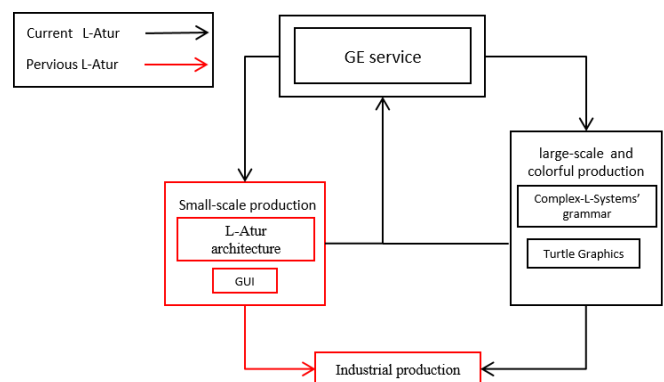 Current L-Atur
Pervious L-Atur
GE service
large-scale and
colorful production
Complex-L-Systems’
grammar
Turtle Graphics
Small-scale production
L-Atur
architecture
GUI
Industrial production